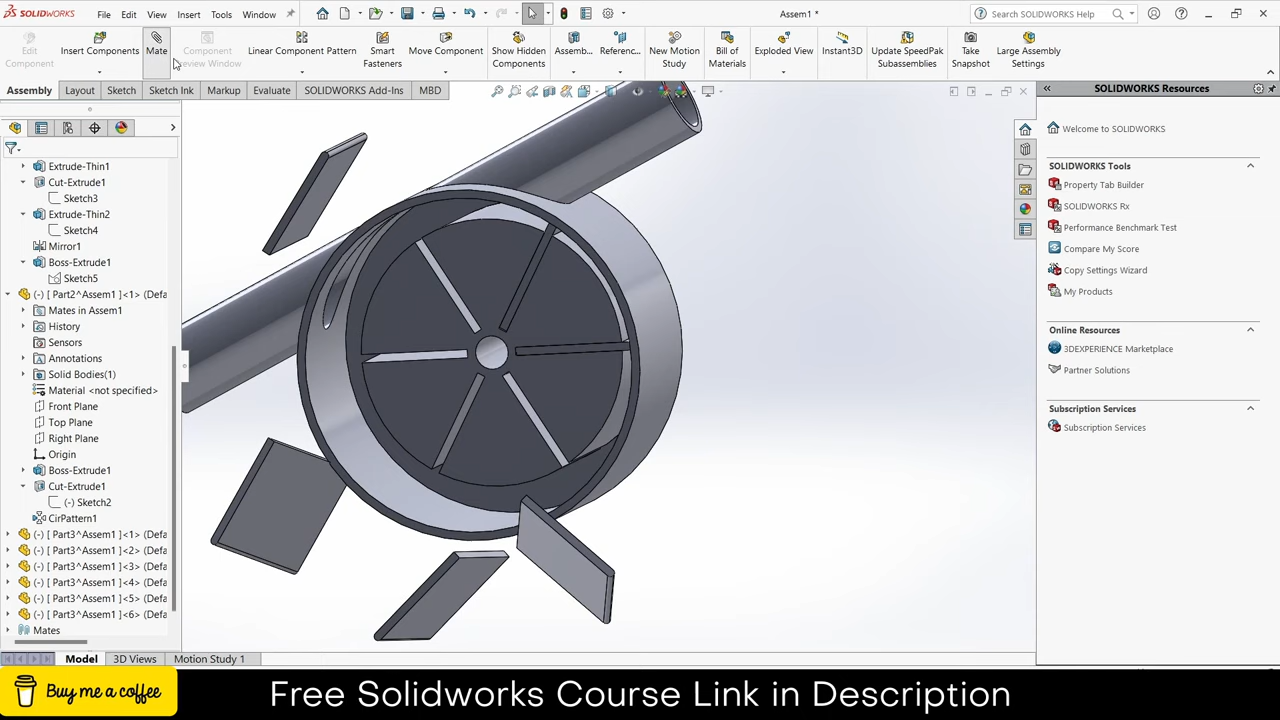 SOLIDWORKS File Edit View Insert Tools Window Assem1 * Search SOLIDWORKS Help
Edit Component
Insert Components
Mate
Component Preview Window
Linear Component Pattern
Smart Fasteners
Move Component
Show Hidden Components
Assemb...
Referenc...
New Motion Study
Bill of Materials
Exploded View
Instant3D
Update SpeedPak Subassemblies
Take Snapshot
Large Assembly Settings
Assembly Layout Sketch Sketch Ink Markup Evaluate SOLIDWORKS Add-Ins MBD
Extrude-Thin1
Cut-Extrude1
Sketch3
Extrude-Thin2
Sketch4
Mirror1
Boss-Extrude1
Sketch5
(-) [ Part2^Assem1 ]<1> (Defa
Mates in Assem1
History
Sensors
Annotations
Solid Bodies(1)
Material <not specified>
Front Plane
Top Plane
Right Plane
Origin
Boss-Extrude1
Cut-Extrude1
(-) Sketch2
CirPattern1
(-) [ Part3^Assem1 ]<1> (Defa
(-) [ Part3^Assem1 ]<2> (Defa
(-) [ Part3^Assem1 ]<3> (Defa
(-) [ Part3^Assem1 ]<4> (Defa
(-) [ Part3^Assem1 ]<5> (Defa
(-) [ Part3^Assem1 ]<6> (Defa
Mates
Model 3D Views Motion Study 1
SOLIDWORKS Resources
Welcome to SOLIDWORKS
SOLIDWORKS Tools
Property Tab Builder
SOLIDWORKS Rx
Performance Benchmark Test
Compare My Score
Copy Settings Wizard
My Products
Online Resources
3DEXPERIENCE Marketplace
Partner Solutions
Subscription Services
Subscription Services
Buy me a coffee
Free Solidworks Course Link in Description